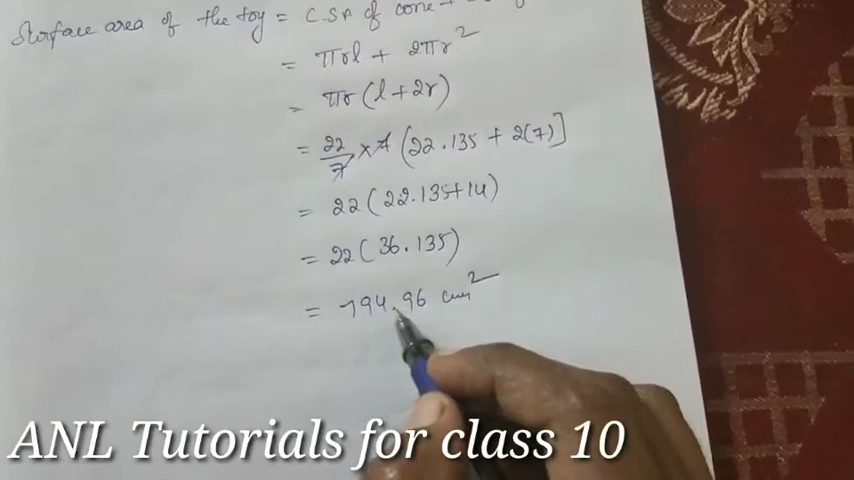 Surface area of the toy = C.S.A of cone +
= πrl + 2πr²
= πr (l + 2r)
= 22/7 × 7 (22.135 + 2(7)]
= 22 (22.135+14)
= 22 (36.135)
= 794.96 cm²
ANL Tutorials for class 10